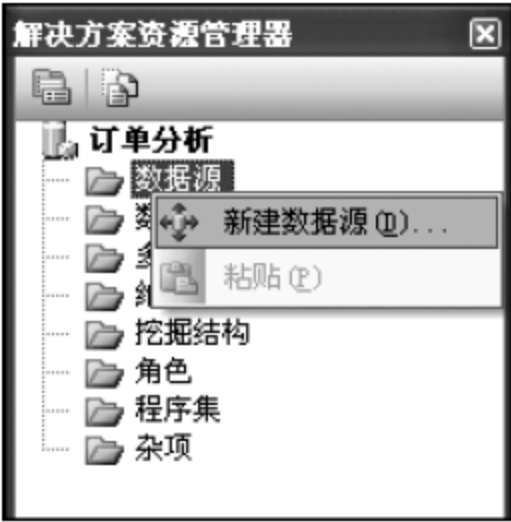 解决方案资源管理器
订单分析
数据源
新建数据源(D)...
粘贴(P)
挖掘结构
角色
程序集
杂项